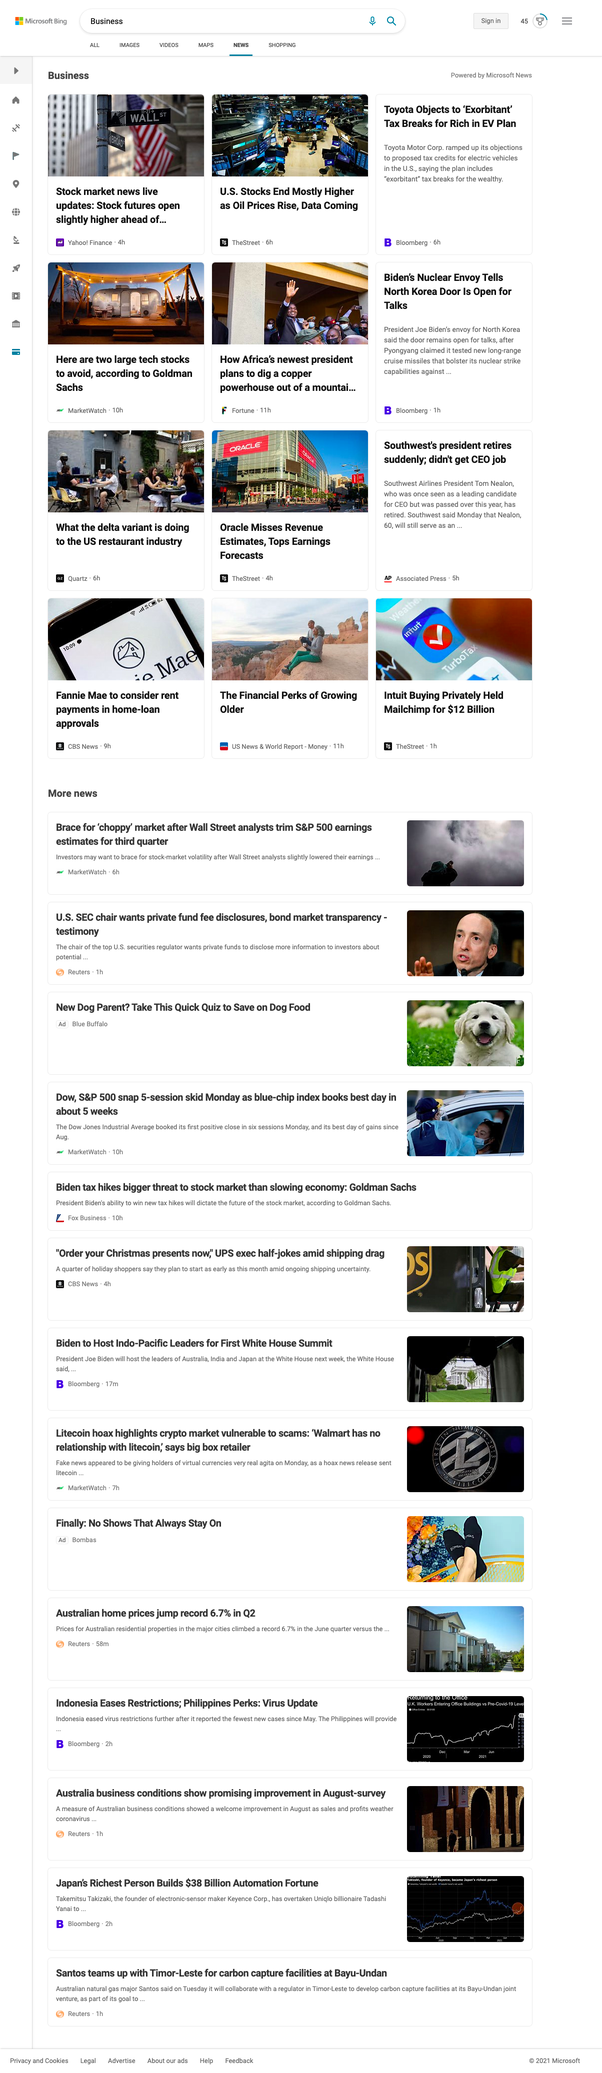 Microsoft Bing
Business
Sign in
45
ALL IMAGES VIDEOS MAPS NEWS SHOPPING
Business
Powered by Microsoft News
WALL ST
Stock market news live
updates: Stock futures open
slightly higher ahead of...
Yahoo! Finance · 4h
U.S. Stocks End Mostly Higher
as Oil Prices Rise, Data Coming
TheStreet · 6h
Toyota Objects to ‘Exorbitant’
Tax Breaks for Rich in EV Plan
Toyota Motor Corp. ramped up its objections
to proposed tax credits for electric vehicles
in the U.S., saying the plan includes
“exorbitant” tax breaks for the wealthy.
Bloomberg · 6h
Here are two large tech stocks
to avoid, according to Goldman
Sachs
MarketWatch · 10h
How Africa’s newest president
plans to dig a copper
powerhouse out of a mountai...
Fortune · 11h
Biden’s Nuclear Envoy Tells
North Korea Door Is Open for
Talks
President Joe Biden’s envoy for North Korea
said the door remains open for talks, after
Pyongyang claimed it tested new long-range
cruise missiles that bolster its nuclear strike
capabilities against ...
Bloomberg · 1h
What the delta variant is doing
to the US restaurant industry
Quartz · 6h
ORACLE
Oracle Misses Revenue
Estimates, Tops Earnings
Forecasts
TheStreet · 4h
Southwest's president retires
suddenly; didn't get CEO job
Southwest Airlines President Tom Nealon,
who was once seen as a leading candidate
for CEO but was passed over this year, has
retired. Southwest said Monday that Nealon,
60, will still serve as an ...
AP Associated Press · 5h
10:09
nie Mae
Fannie Mae to consider rent
payments in home-loan
approvals
CBS News · 9h
The Financial Perks of Growing
Older
US News & World Report - Money · 11h
intuit
TurboTa
Intuit Buying Privately Held
Mailchimp for $12 Billion
TheStreet · 1h
More news
Brace for ‘choppy’ market after Wall Street analysts trim S&P 500 earnings
estimates for third quarter
Investors may want to brace for stock-market volatility after Wall Street analysts slightly lowered their earnings ...
MarketWatch · 6h
U.S. SEC chair wants private fund fee disclosures, bond market transparency -
testimony
The chair of the top U.S. securities regulator wants private funds to disclose more information to investors about
potential ...
Reuters · 1h
New Dog Parent? Take This Quick Quiz to Save on Dog Food
Ad Blue Buffalo
Dow, S&P 500 snap 5-session skid Monday as blue-chip index books best day in
about 5 weeks
The Dow Jones Industrial Average booked its first positive close in six sessions Monday, and its best day of gains since
Aug.
MarketWatch · 10h
Biden tax hikes bigger threat to stock market than slowing economy: Goldman Sachs
President Biden's ability to win new tax hikes will dictate the future of the stock market, according to Goldman Sachs.
Fox Business · 10h
"Order your Christmas presents now," UPS exec half-jokes amid shipping drag
A quarter of holiday shoppers say they plan to start as early as this month amid ongoing shipping uncertainty.
CBS News · 4h
Biden to Host Indo-Pacific Leaders for First White House Summit
President Joe Biden will host the leaders of Australia, India and Japan at the White House next week, the White House
said, ...
Bloomberg · 17m
Litecoin hoax highlights crypto market vulnerable to scams: ‘Walmart has no
relationship with litecoin,’ says big box retailer
Fake news appeared to be giving holders of virtual currencies very real agita on Monday, as a hoax news release sent
litecoin ...
MarketWatch · 7h
Finally: No Shows That Always Stay On
Ad Bombas
Australian home prices jump record 6.7% in Q2
Prices for Australian residential properties in the major cities climbed a record 6.7% in the June quarter versus the ...
Reuters · 58m
Indonesia Eases Restrictions; Philippines Perks: Virus Update
Indonesia eased virus restrictions further after it reported the fewest new cases since May. The Philippines will provide
...
Bloomberg · 2h
Returning to the Office
U.K. Workers Entering Office Buildings vs Pre-Covid-19 Leve
Australia business conditions show promising improvement in August-survey
A measure of Australian business conditions showed a welcome improvement in August as sales and profits weather
coronavirus ...
Reuters · 1h
Japan’s Richest Person Builds $38 Billion Automation Fortune
Takemitsu Takizaki, the founder of electronic-sensor maker Keyence Corp., has overtaken Uniqlo billionaire Tadashi
Yanai to ...
Bloomberg · 2h
Santos teams up with Timor-Leste for carbon capture facilities at Bayu-Undan
Australian natural gas major Santos said on Tuesday it will collaborate with a regulator in Timor-Leste to develop carbon capture facilities at its Bayu-Undan joint
venture, as part of its goal to ...
Reuters · 1h
Privacy and Cookies Legal Advertise About our ads Help Feedback
© 2021 Microsoft